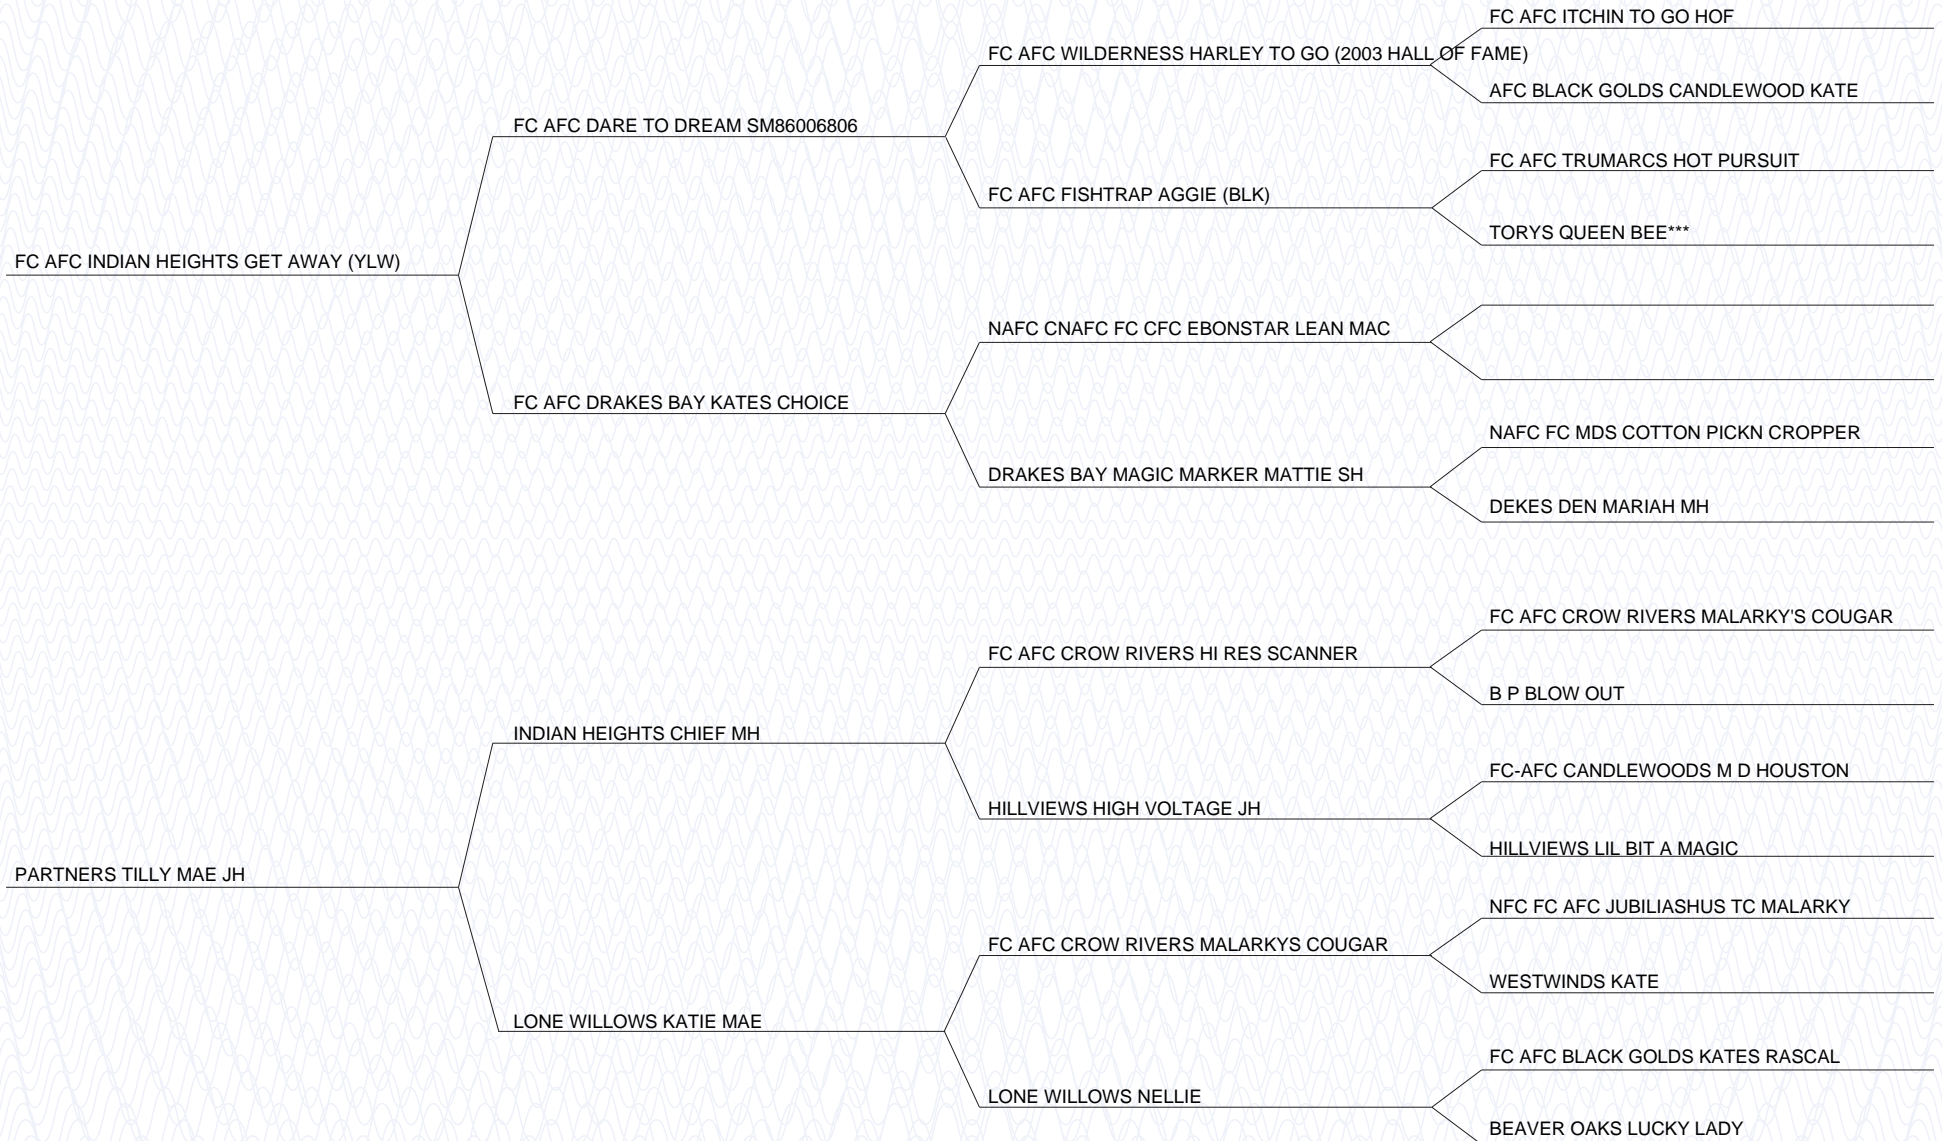 FC AFC ITCHIN TO GO HOF
FC AFC WILDERNESS HARLEY TO GO (2003 HALL OF FAME)
AFC BLACK GOLDS CANDLEWOOD KATE
FC AFC DARE TO DREAM SM86006806
FC AFC TRUMARCS HOT PURSUIT
FC AFC FISHTRAP AGGIE (BLK)
TORYS QUEEN BEE***
FC AFC INDIAN HEIGHTS GET AWAY (YLW)
NAFC CNAFC FC CFC EBONSTAR LEAN MAC
FC AFC DRAKES BAY KATES CHOICE
NAFC FC MDS COTTON PICKN CROPPER
DRAKES BAY MAGIC MARKER MATTIE SH
DEKES DEN MARIAH MH
FC AFC CROW RIVERS MALARKY'S COUGAR
FC AFC CROW RIVERS HI RES SCANNER
B P BLOW OUT
INDIAN HEIGHTS CHIEF MH
FC-AFC CANDLEWOODS M D HOUSTON
HILLVIEWS HIGH VOLTAGE JH
HILLVIEWS LIL BIT A MAGIC
PARTNERS TILLY MAE JH
NFC FC AFC JUBILIASHUS TC MALARKY
FC AFC CROW RIVERS MALARKYS COUGAR
WESTWINDS KATE
LONE WILLOWS KATIE MAE
FC AFC BLACK GOLDS KATES RASCAL
LONE WILLOWS NELLIE
BEAVER OAKS LUCKY LADY